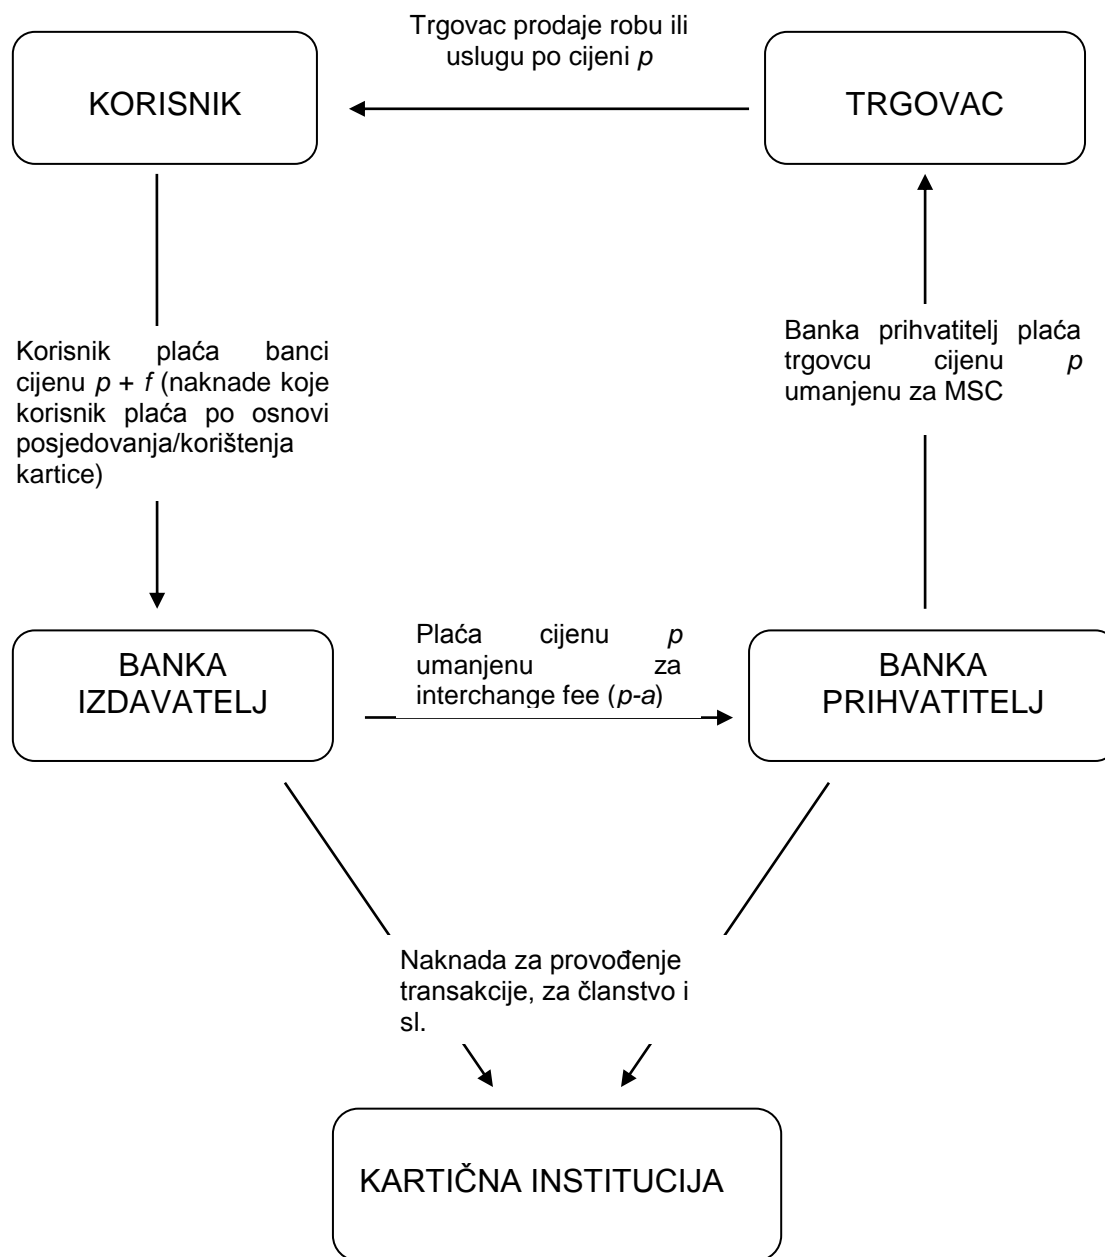 Trgovac prodaje robu ili
uslugu po cijeni p
KORISNIK
TRGOVAC
Korisnik plaća banci
cijenu p + f (naknade koje
korisnik plaća po osnovi
posjedovanja/korištenja
kartice)
Banka prihvatitelj plaća
trgovcu cijenu p
umanjenu za MSC
BANKA
IZDAVATELJ
Plaća cijenu p
umanjenu za
interchange fee (p-a)
BANKA
PRIHVATITELJ
Naknada za provođenje
transakcije, za članstvo i
sl.
KARTIČNA INSTITUCIJA